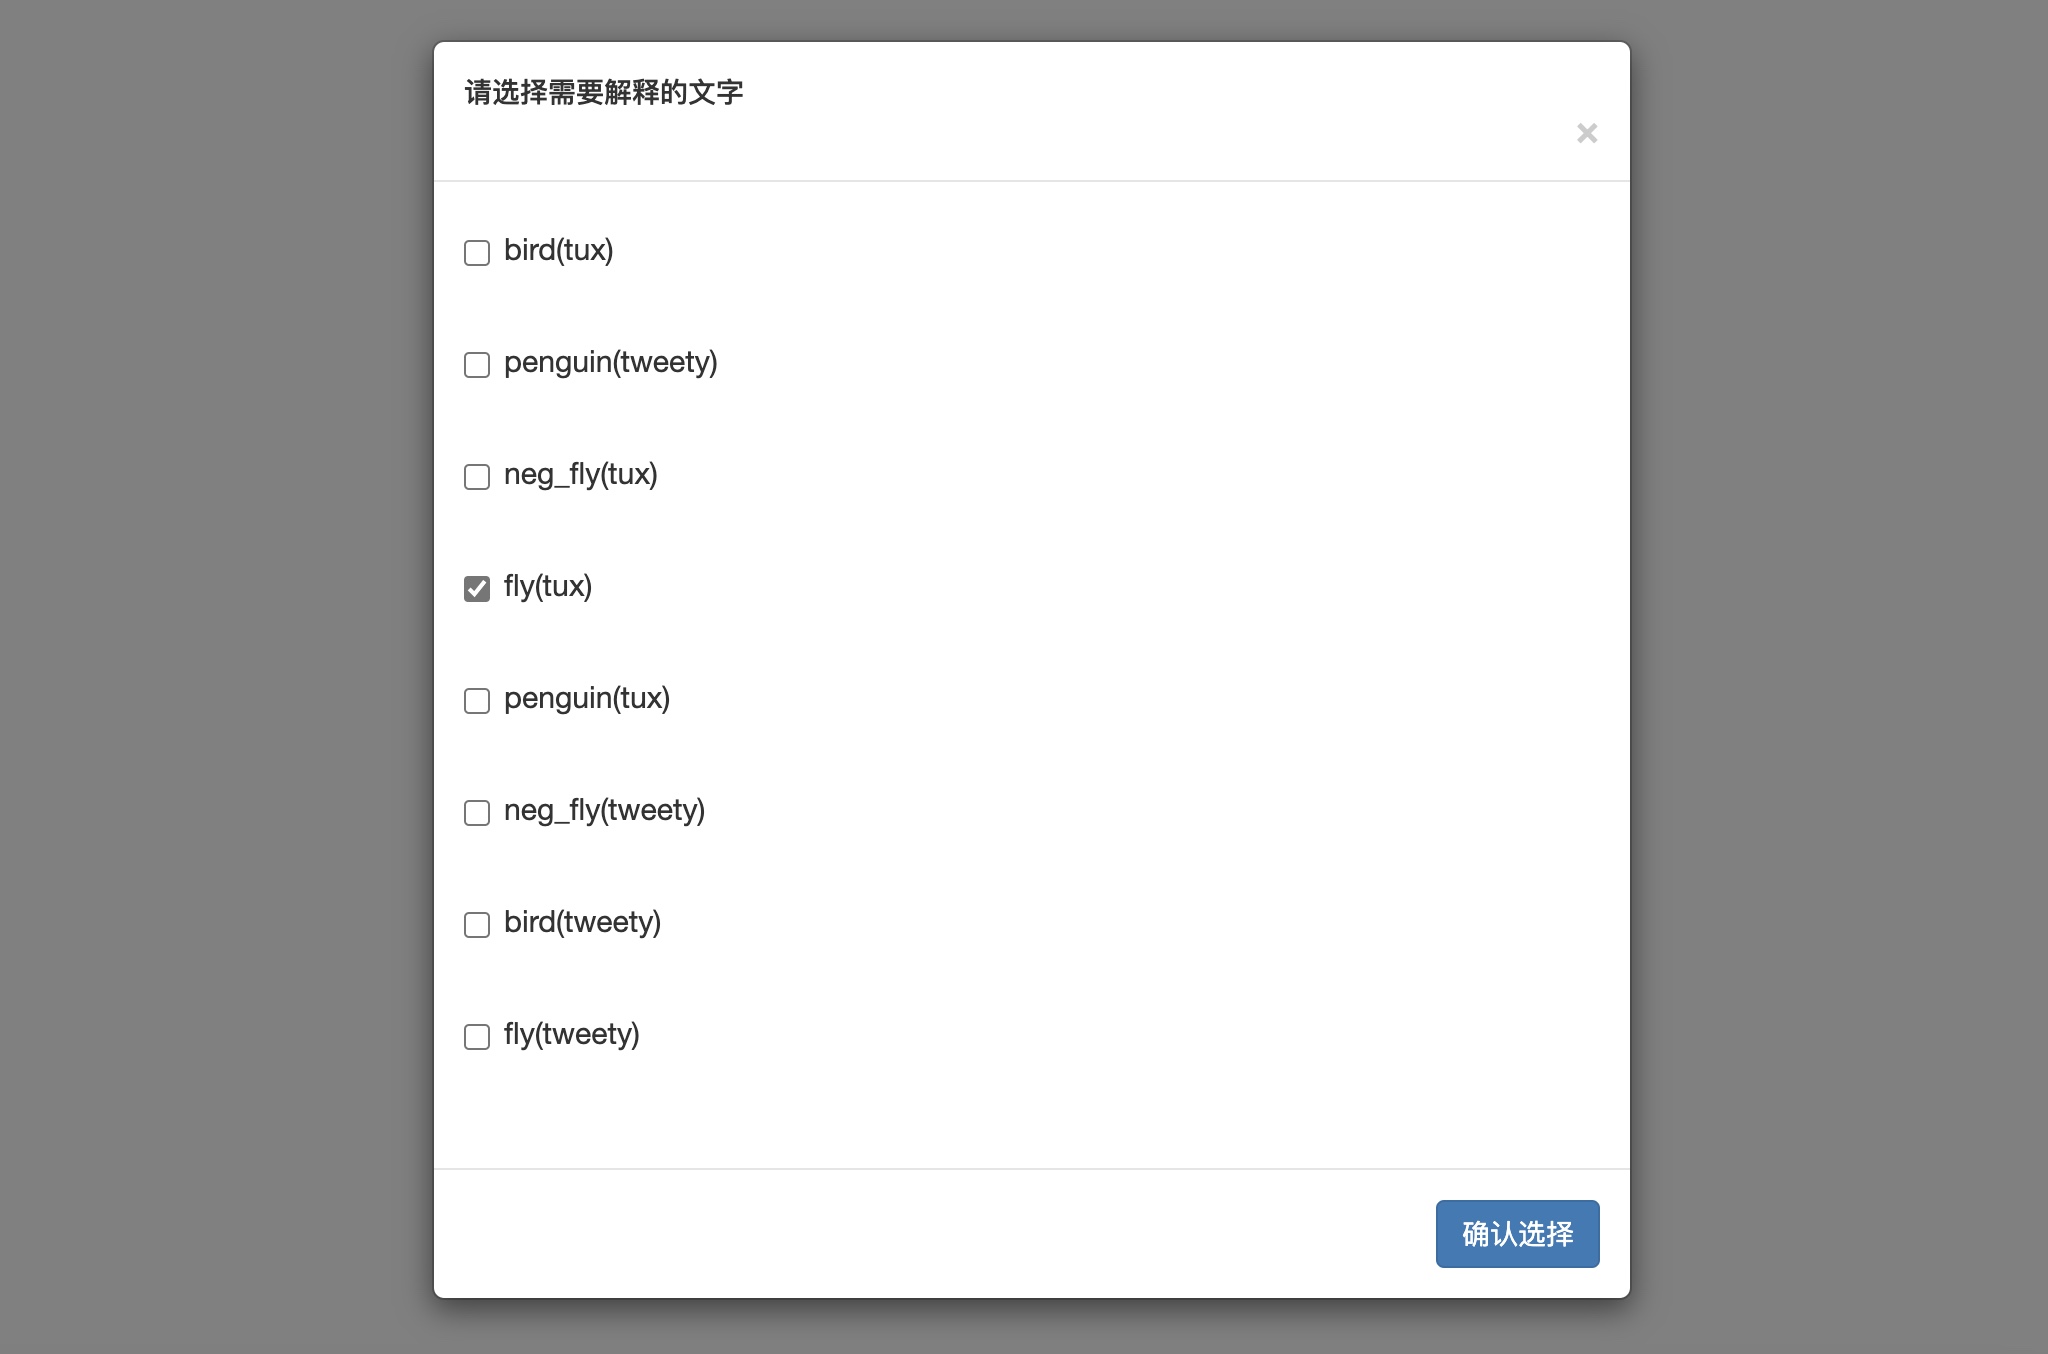 请选择需要解释的文字
×
bird(tux)
penguin(tweety)
neg_fly(tux)
fly(tux)
penguin(tux)
neg_fly(tweety)
bird(tweety)
fly(tweety)
确认选择